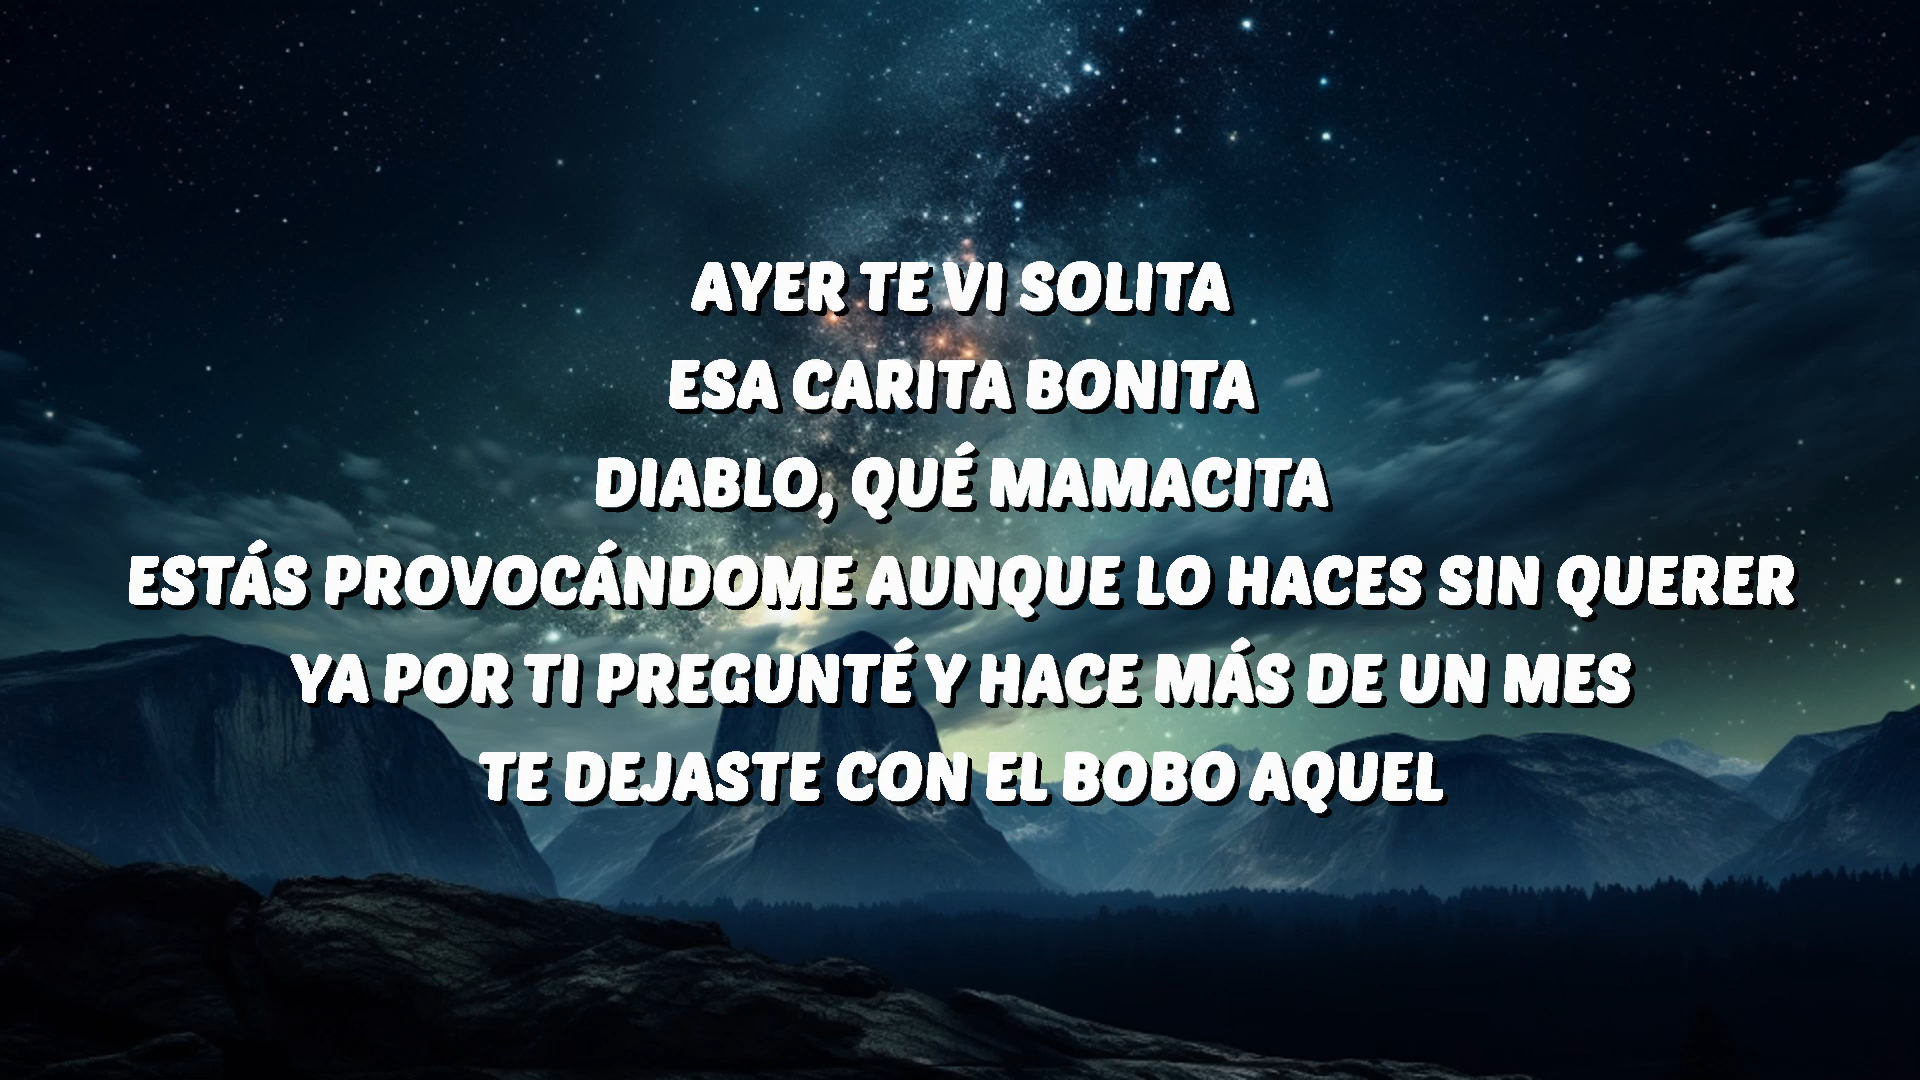 AYER TE VI SOLITA
ESA CARITA BONITA
DIABLO, QUÉ MAMACITA
ESTÁS PROVOCÁNDOME AUNQUE LO HACES SIN QUERER
YA POR TI PREGUNTÉ Y HACE MÁS DE UN MES
TE DEJASTE CON EL BOBO AQUEL